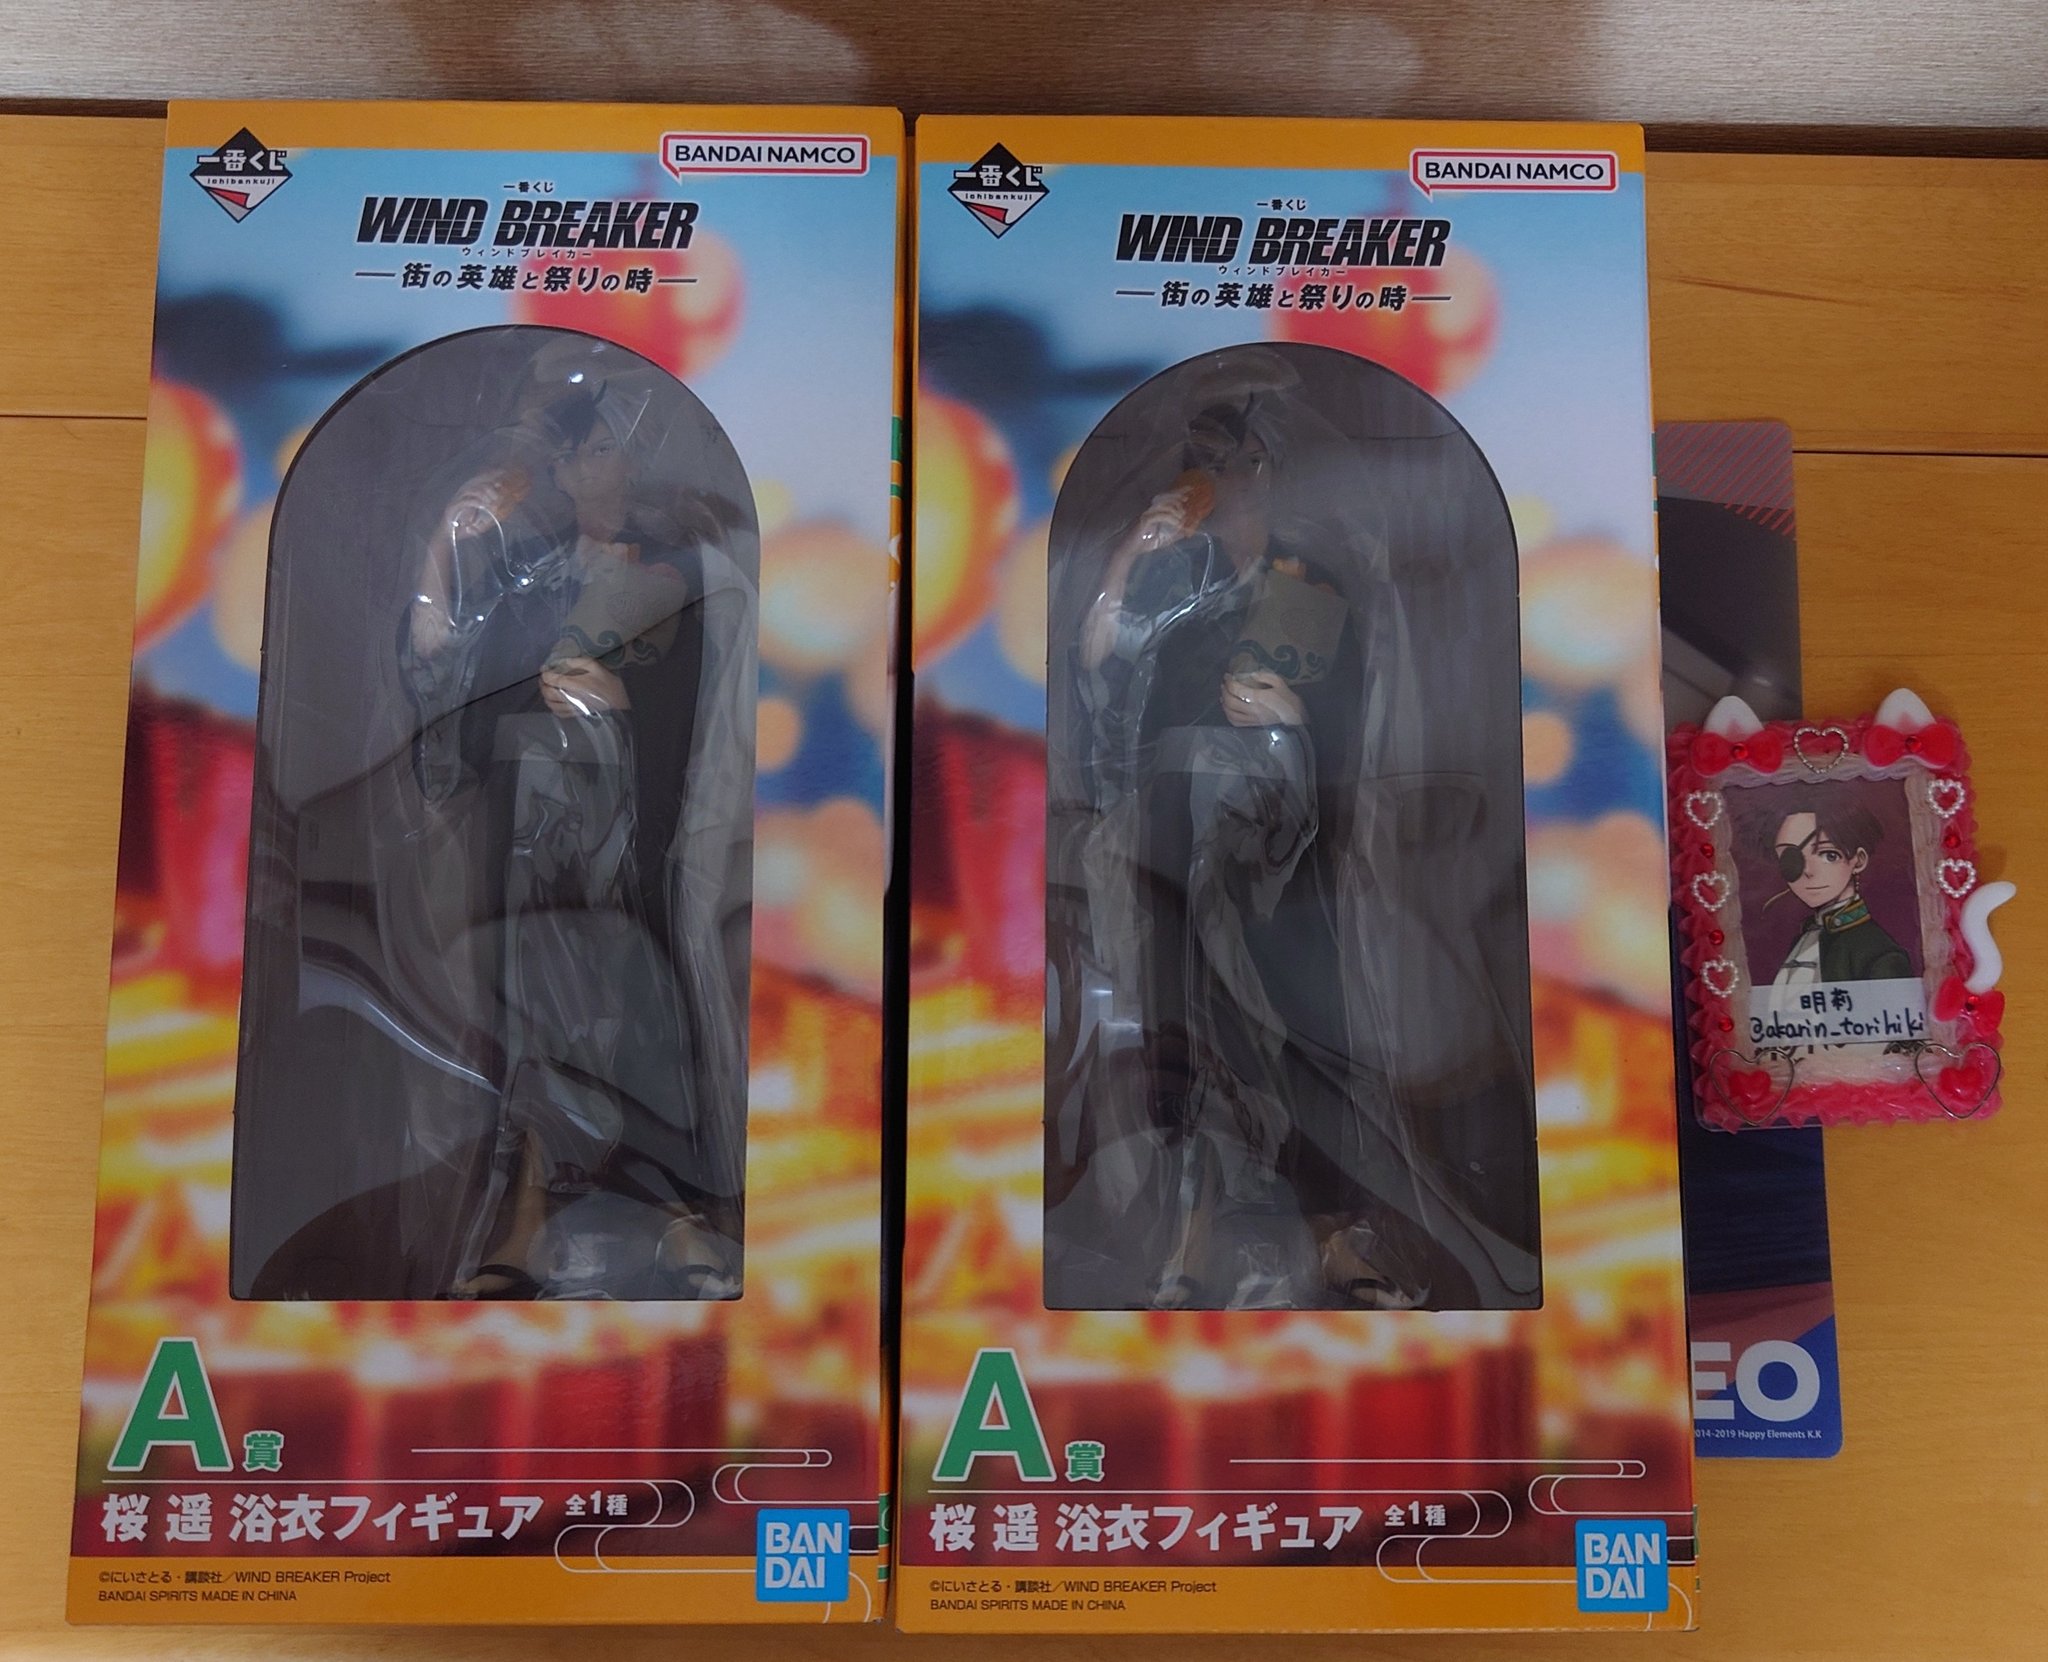 一番くじ
ichibankuji
BANDAI NAMCO
一番くじ
WIND BREAKER
ウィンドブレイカー
街の英雄と祭りの時
A賞
桜 遥 浴衣フィギュア 全1種
BAN
DAI
©にいさとる・講談社／WIND BREAKER Project
BANDAI SPIRITS MADE IN CHINA
一番くじ
ichibankuji
BANDAI NAMCO
一番くじ
WIND BREAKER
ウィンドブレイカー
街の英雄と祭りの時
A賞
桜 遥 浴衣フィギュア 全1種
BAN
DAI
©にいさとる・講談社／WIND BREAKER Project
BANDAI SPIRITS MADE IN CHINA
明莉
@akarin_torihiki
EO
2014-2019 Happy Elements K.K